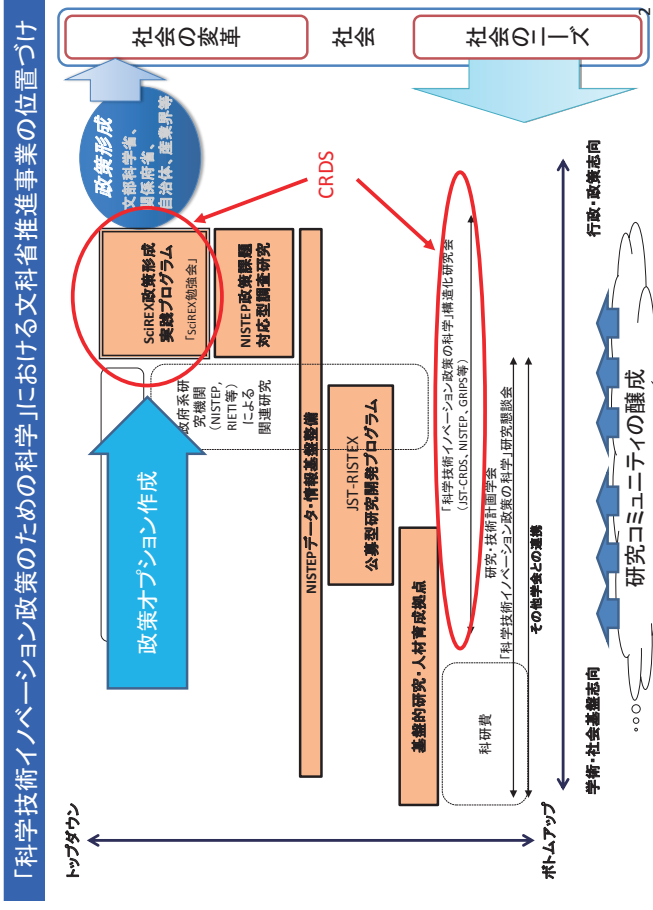 「科学技術イノベーション政策のための科学」における文科省推進事業の位置づけ
トップダウン
政策オプション作成
SciREX政策形成
実践プログラム
「SciREX勉強会」
政策形成
文部科学省、
関係府省、
自治体、産業界等
社会の変革
社会
社会のニーズ
政府系研
究機関
（NISTEP,
RIETI等）
による
関連研究
NISTEP政策課題
対応型調査研究
NISTEPデータ・情報基盤整備
CRDS
JST-RISTEX
公募型研究開発プログラム
基盤的研究・人材育成拠点
「科学技術イノベーション政策の科学」構造化研究会
（JST-CRDS、NISTEP、GRIPS等）
科研費
研究・技術計画学会
「科学技術イノベーション政策の科学」研究懇談会
その他学会との連携
ボトムアップ
学術・社会基盤志向
行政・政策志向
研究コミュニティの醸成
2